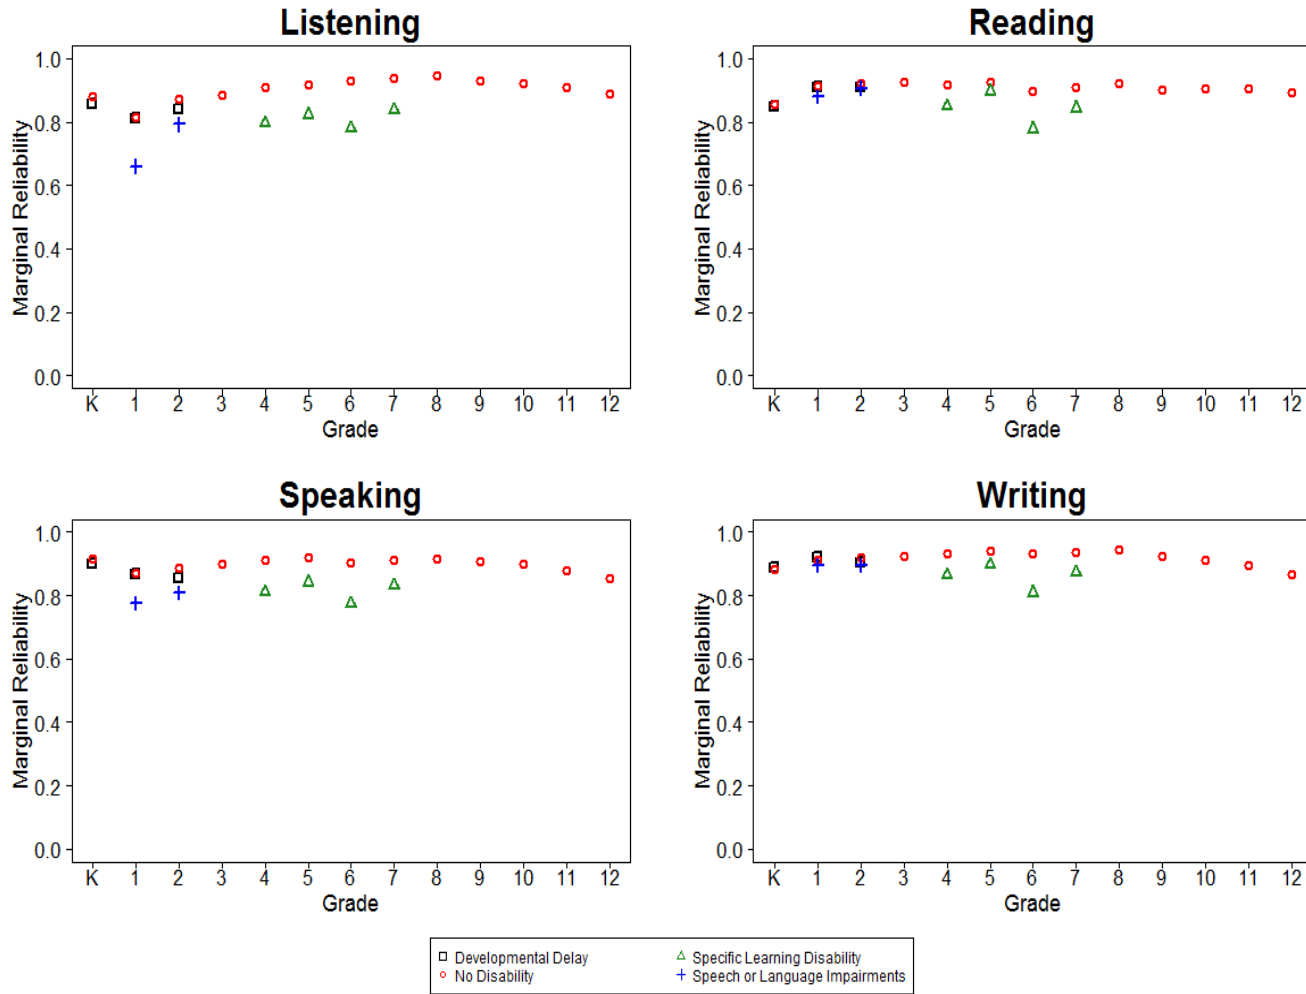 Listening
Marginal Reliability
1.0
0.8
0.6
0.4
0.2
0.0
K 1 2 3 4 5 6 7 8 9 10 11 12
Grade
Reading
Marginal Reliability
1.0
0.8
0.6
0.4
0.2
0.0
K 1 2 3 4 5 6 7 8 9 10 11 12
Grade
Speaking
Marginal Reliability
1.0
0.8
0.6
0.4
0.2
0.0
K 1 2 3 4 5 6 7 8 9 10 11 12
Grade
Writing
Marginal Reliability
1.0
0.8
0.6
0.4
0.2
0.0
K 1 2 3 4 5 6 7 8 9 10 11 12
Grade
Developmental Delay
No Disability
Specific Learning Disability
Speech or Language Impairments